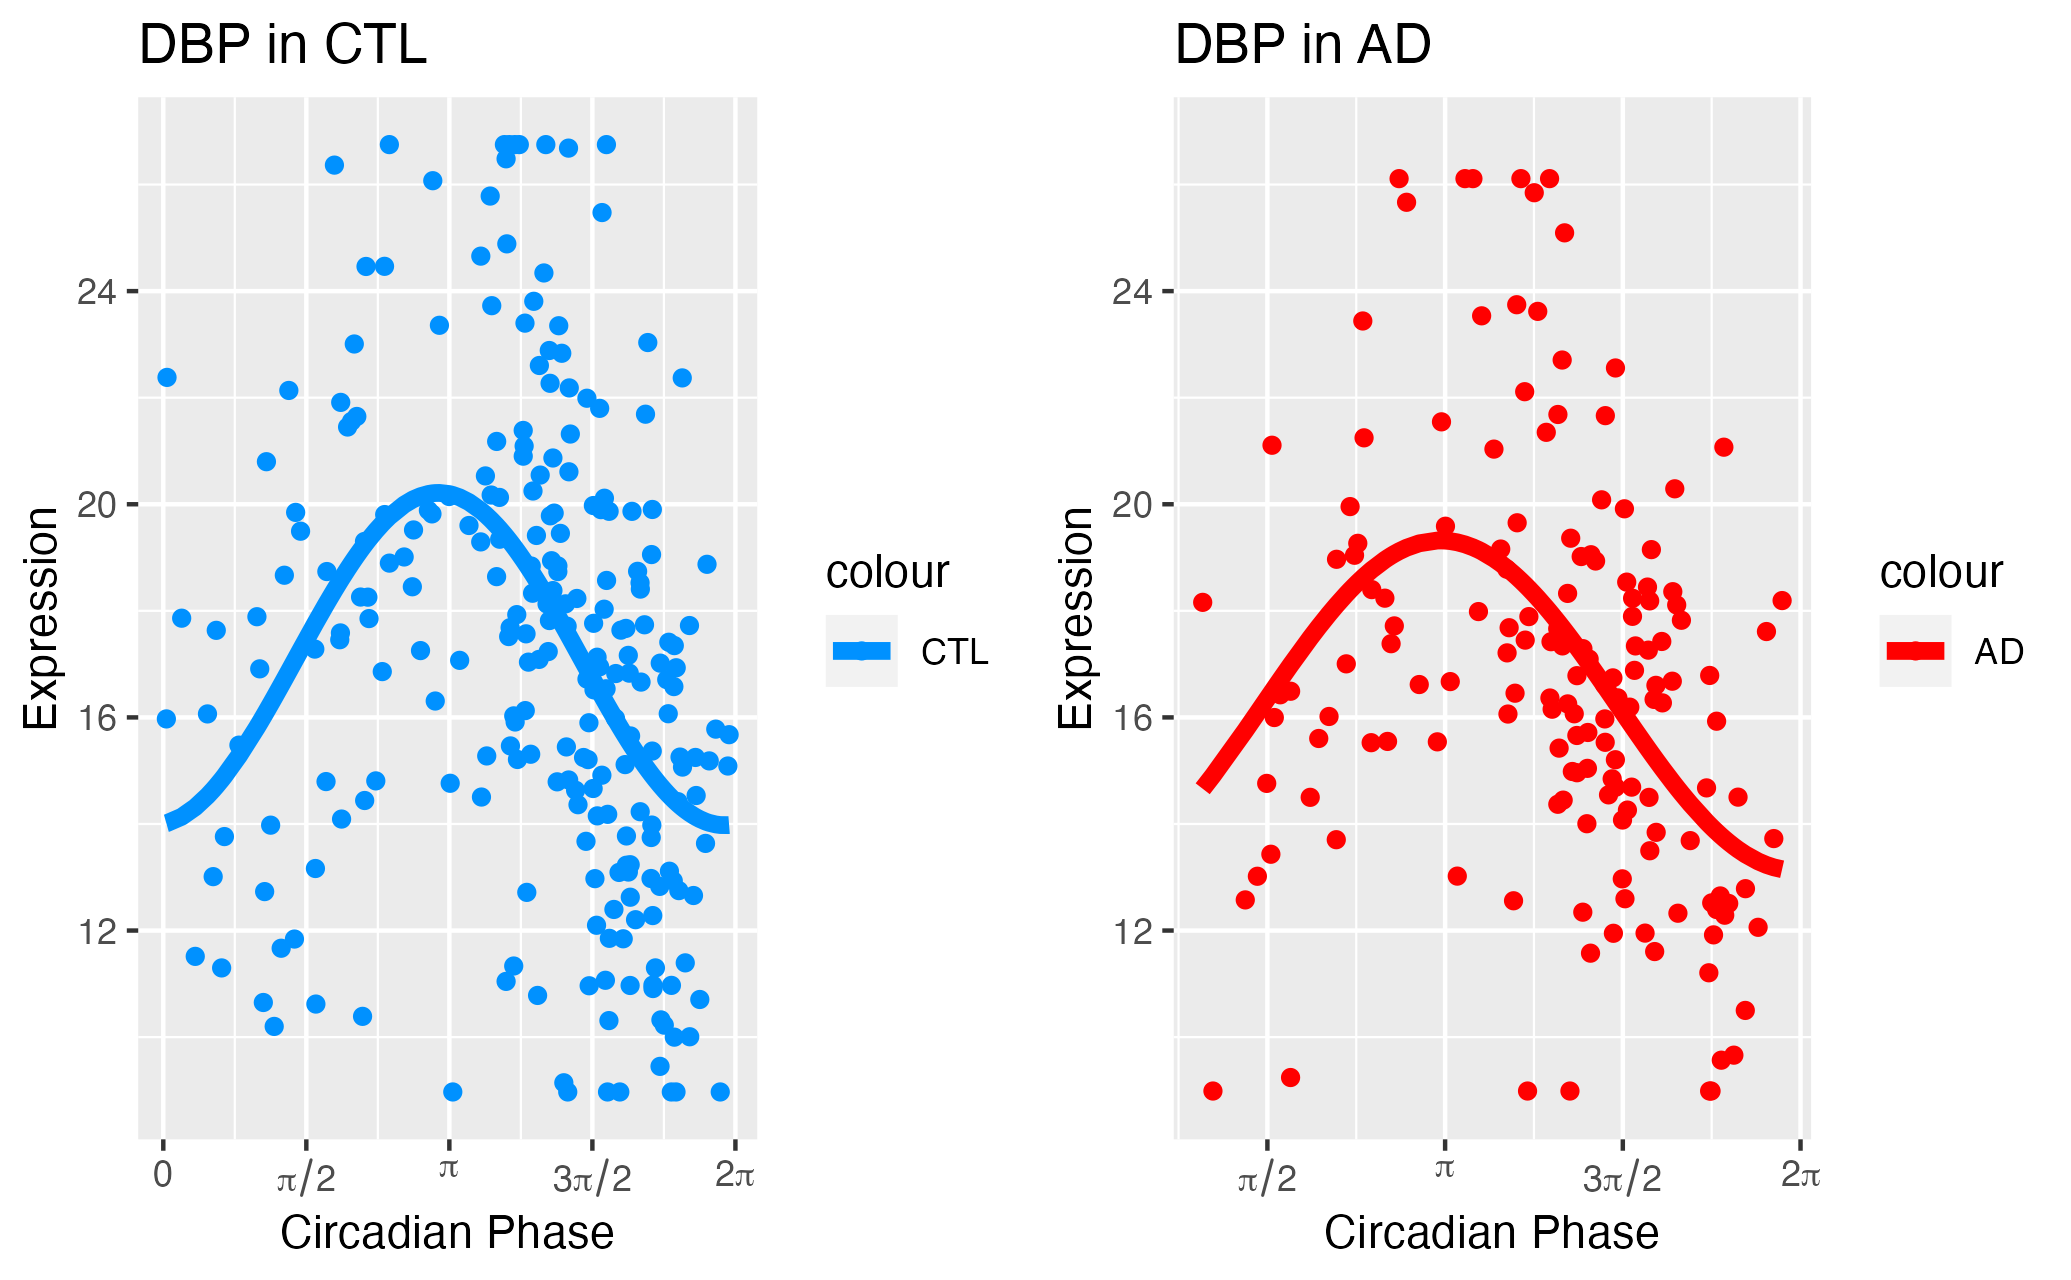 DBP in CTL
Expression
24
20
16
12
0 π/2 π 3π/2 2π
Circadian Phase
colour
CTL
DBP in AD
Expression
24
20
16
12
π/2 π 3π/2 2π
Circadian Phase
colour
AD